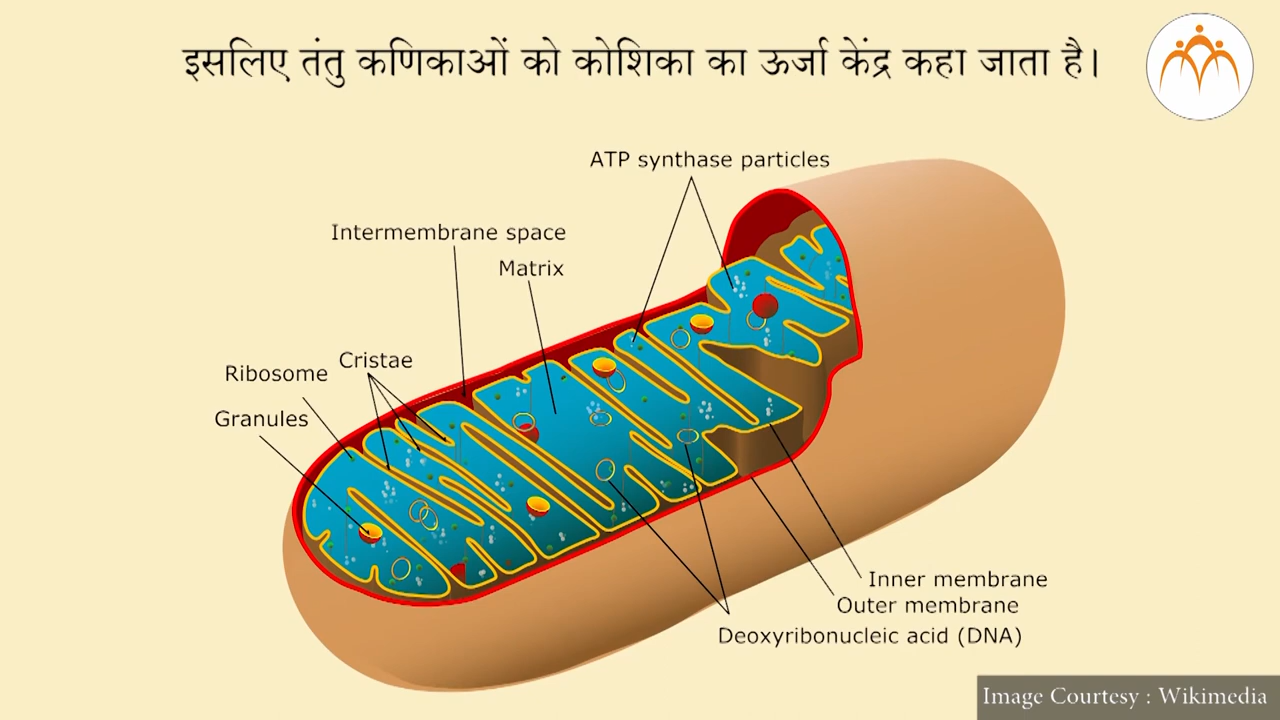 इसलिए तंतु कणिकाओं को कोशिका का ऊर्जा केंद्र कहा जाता है।
ATP synthase particles
Intermembrane space
Matrix
Cristae
Ribosome
Granules
Inner membrane
Outer membrane
Deoxyribonucleic acid (DNA)
Image Courtesy : Wikimedia